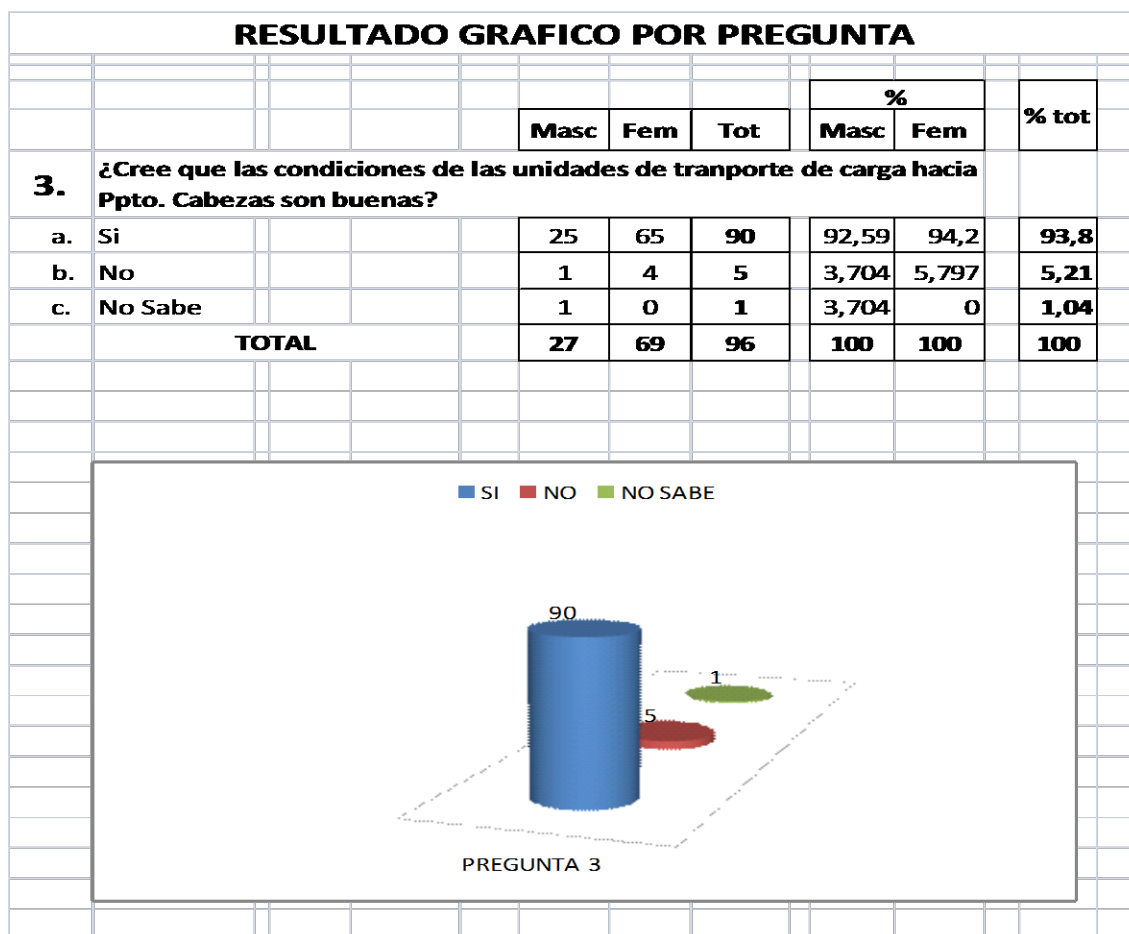 RESULTADO GRAFICO POR PREGUNTA
%
% tot
Masc Fem Tot Masc Fem
3. ¿Cree que las condiciones de las unidades de tranporte de carga hacia
Ppto. Cabezas son buenas?
a. Si 25 65 90 92,59 94,2 93,8
b. No 1 4 5 3,704 5,797 5,21
c. No Sabe 1 0 1 3,704 0 1,04
TOTAL 27 69 96 100 100 100
SI NO NO SABE
90
1
5
PREGUNTA 3